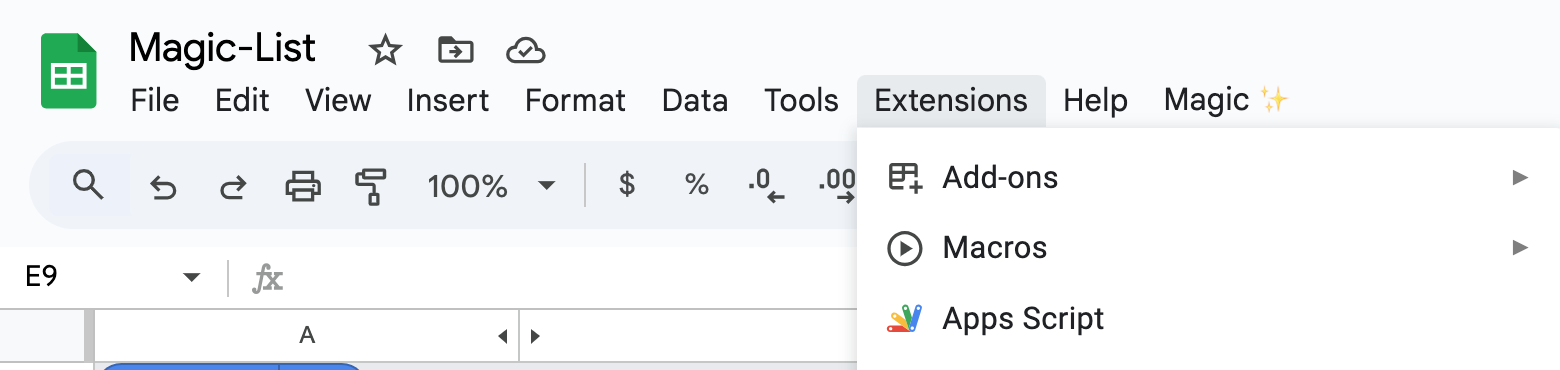 Magic-List
File Edit View Insert Format Data Tools Extensions Help Magic ✨
100% $ % .0 .00
Add-ons
Macros
Apps Script
E9 fx
A